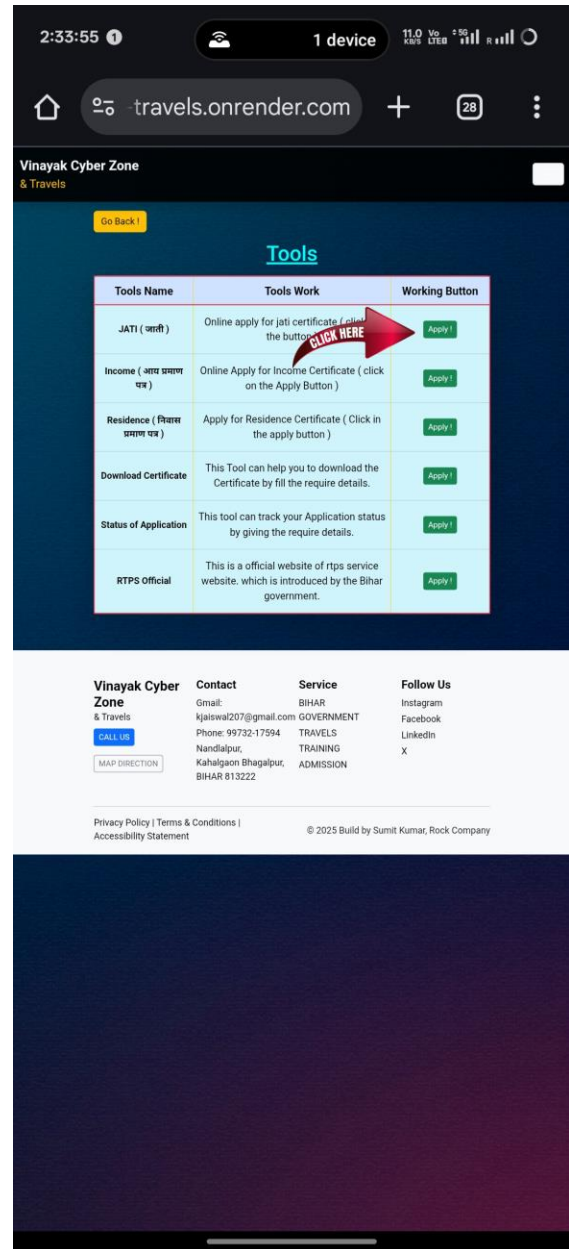 2:33:55 1
1 device
11.0 KB/S Vo LTE 5G R
-travels.onrender.com
28
Vinayak Cyber Zone
& Travels
Go Back !
Tools
Tools Name Tools Work Working Button
JATI ( जाती ) Online apply for jati certificate ( the Apply !
CLICK HERE
Income ( आय प्रमाण Online Apply for Income Certificate ( click Apply !
पत्र ) on the Apply Button )
Residence ( निवास Apply for Residence Certificate ( Click in Apply !
प्रमाण पत्र ) the apply button )
Download Certificate This Tool can help you to download the Apply !
Certificate by fill the require details.
Status of Application This tool can track your Application status Apply !
by giving the require details.
This is a official website of rtps service
RTPS Official website. which is introduced by the Bihar Apply !
government.
Vinayak Cyber
Zone
& Travels
CALL US
MAP DIRECTION
Contact
Gmail:
kjaiswal207@gmail.com
Phone: 99732-17594
Nandlalpur,
Kahalgaon Bhagalpur,
BIHAR 813222
Service
BIHAR
GOVERNMENT
TRAVELS
TRAINING
ADMISSION
Follow Us
Instagram
Facebook
LinkedIn
X
Privacy Policy | Terms & Conditions |
Accessibility Statement
© 2025 Build by Sumit Kumar, Rock Company